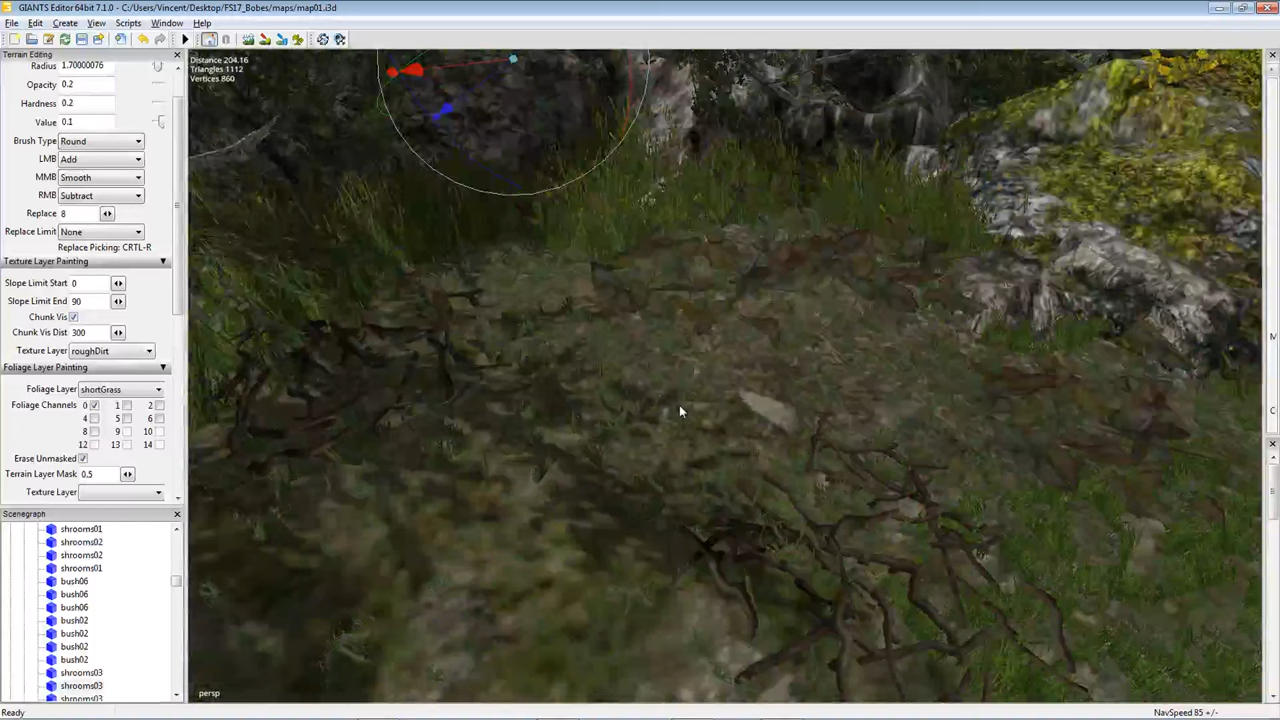 GIANTS Editor 64bit 7.1.0 - C:/Users/Vincent/Desktop/FS17_Bobes/maps/map01.i3d
File Edit Create View Scripts Window Help
Terrain Editing
Radius 1.70000076
Opacity 0.2
Hardness 0.2
Value 0.1
Brush Type Round
LMB Add
MMB Smooth
RMB Subtract
Replace 8
Replace Limit None
Replace Picking: CRTL-R
Texture Layer Painting
Slope Limit Start 0
Slope Limit End 90
Chunk Vis
Chunk Vis Dist 300
Texture Layer roughDirt
Foliage Layer Painting
Foliage Layer shortGrass
Foliage Channels 0 1 2
4 5 6
8 9 10
12 13 14
Erase Unmasked
Terrain Layer Mask 0.5
Texture Layer
Scenegraph
shrooms01
shrooms02
shrooms02
shrooms01
bush06
bush06
bush06
bush02
bush02
bush02
bush02
shrooms03
shrooms03
shrooms03
Distance 204.16
Triangles 1112
Vertices 860
persp
M
C
Ready
NavSpeed 85 +/-